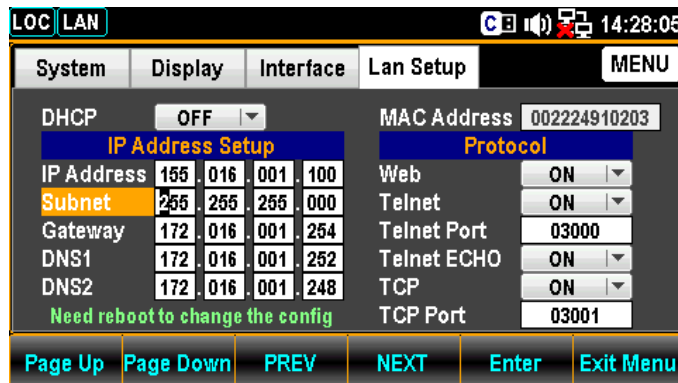 LOC LAN C 14:28:05
System Display Interface Lan Setup MENU
DHCP OFF MAC Address 002224910203
IP Address Setup Protocol
IP Address 155 . 016 . 001 . 100 Web ON
Subnet 255 . 255 . 255 . 000 Telnet ON
Gateway 172 . 016 . 001 . 254 Telnet Port 03000
DNS1 172 . 016 . 001 . 252 Telnet ECHO ON
DNS2 172 . 016 . 001 . 248 TCP ON
Need reboot to change the config TCP Port 03001
Page Up Page Down PREV NEXT Enter Exit Menu